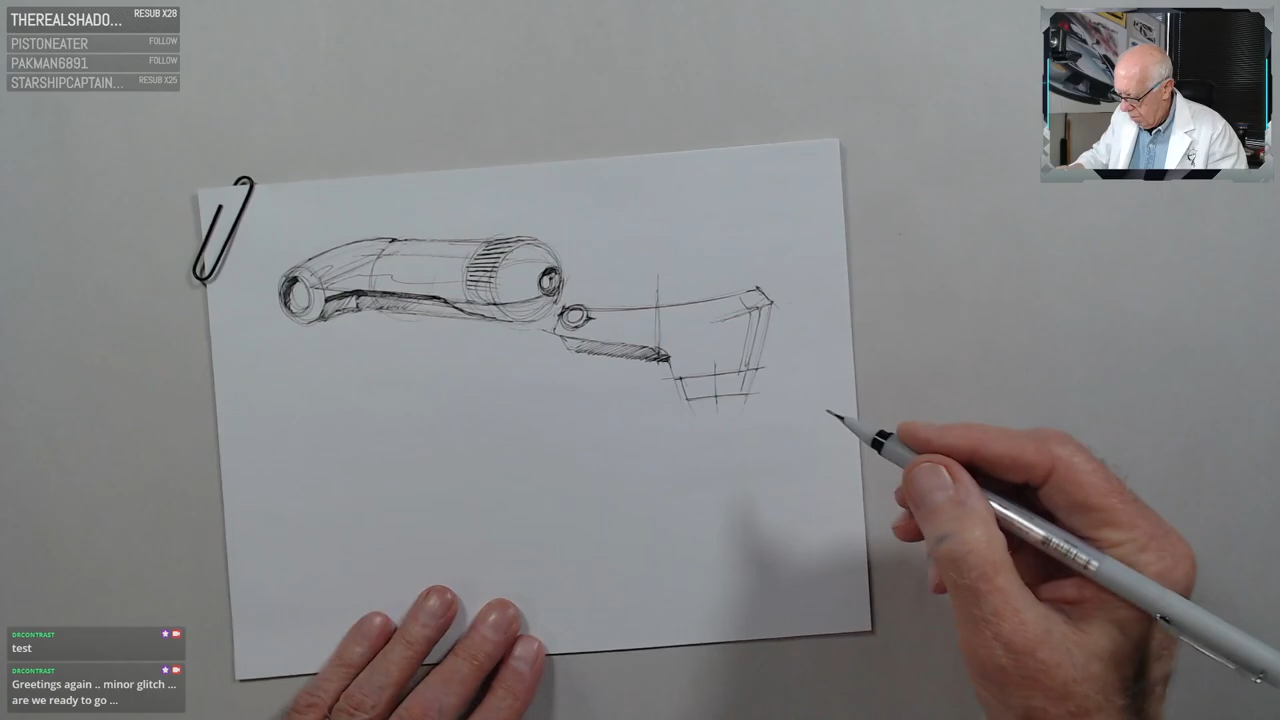 THEREALSHADO... RESUB X28
PISTONEATER FOLLOW
PAKMAN6891 FOLLOW
STARSHIPCAPTAIN... RESUB X25
DRCONTRAST
test
DRCONTRAST
Greetings again .. minor glitch ...
are we ready to go ...